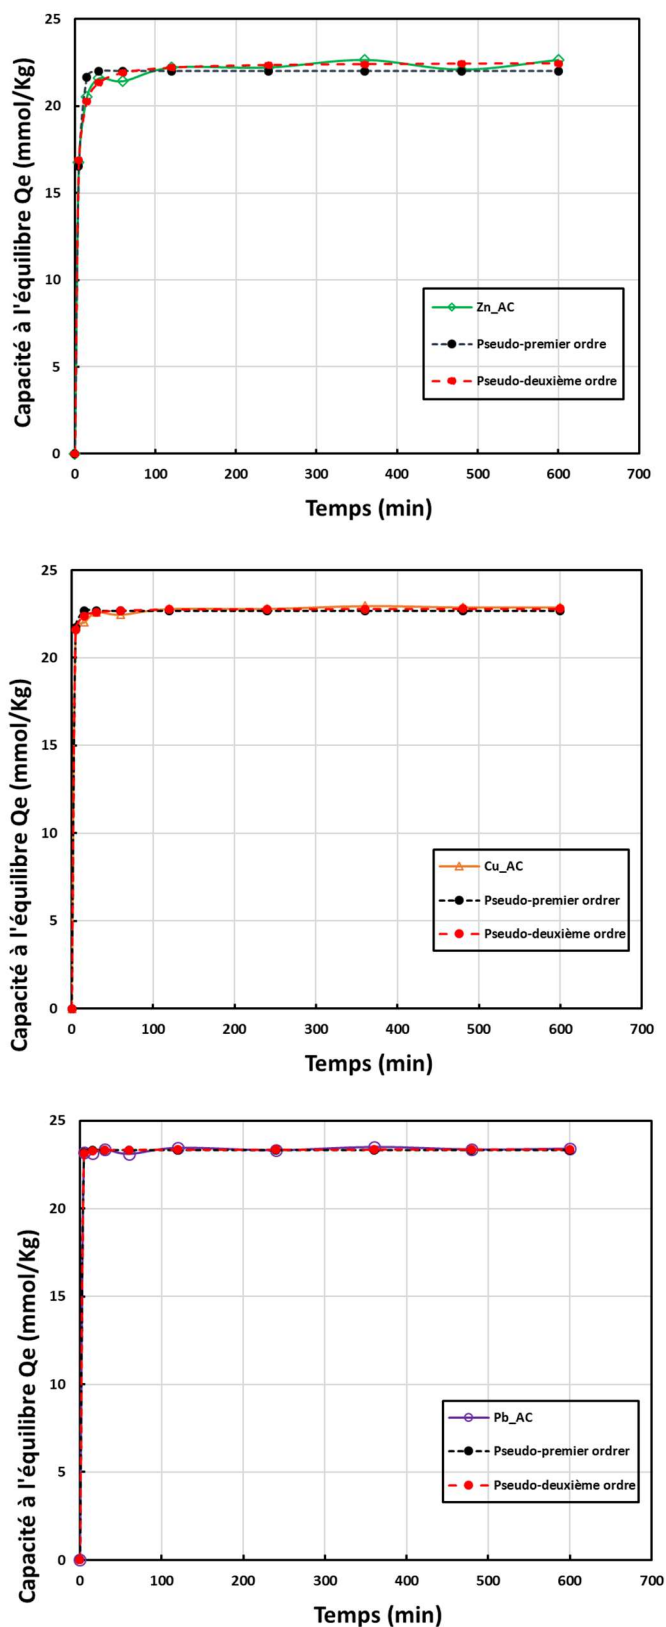 Capacité à l'équilibre Qe (mmol/Kg)
25
20
15
10
5
0
Zn_AC
Pseudo-premier ordre
Pseudo-deuxième ordre
0 100 200 300 400 500 600 700
Temps (min)
Capacité à l'équilibre Qe (mmol/Kg)
25
20
15
10
5
0
Cu_AC
Pseudo-premier ordrer
Pseudo-deuxième ordre
0 100 200 300 400 500 600 700
Temps (min)
Capacité à l'équilibre Qe (mmol/Kg)
25
20
15
10
5
0
Pb_AC
Pseudo-premier ordrer
Pseudo-deuxième ordre
0 100 200 300 400 500 600 700
Temps (min)